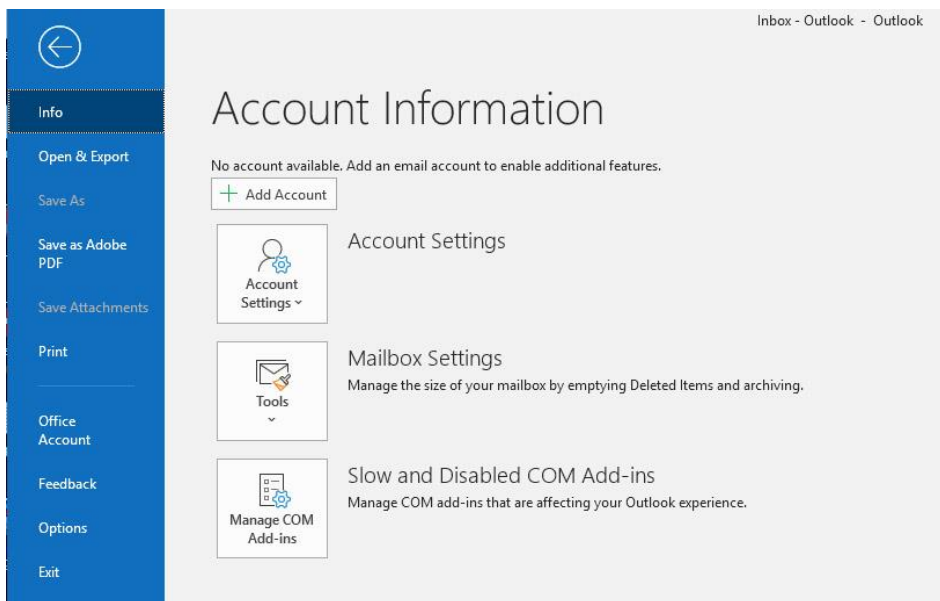 Inbox - Outlook - Outlook
Info
Open & Export
Save As
Save as Adobe
PDF
Save Attachments
Print
Office
Account
Feedback
Options
Exit
Account Information
No account available. Add an email account to enable additional features.
Add Account
Account
Settings
Account Settings
Tools
Mailbox Settings
Manage the size of your mailbox by emptying Deleted Items and archiving.
Manage COM
Add-ins
Slow and Disabled COM Add-ins
Manage COM add-ins that are affecting your Outlook experience.